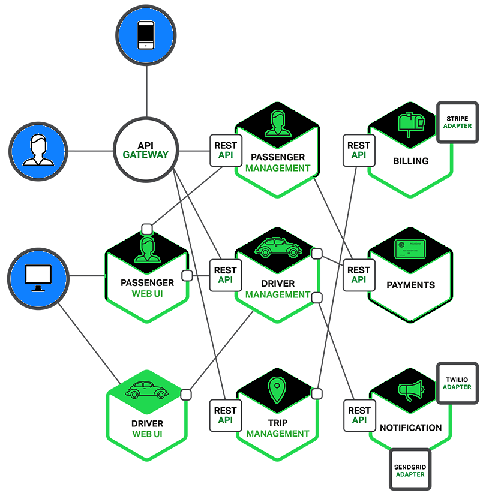 API
GATEWAY
REST
API
PASSENGER
MANAGEMENT
REST
API
BILLING
STRIPE
ADAPTER
PASSENGER
WEB UI
REST
API
DRIVER
MANAGEMENT
REST
API
PAYMENTS
DRIVER
WEB UI
REST
API
TRIP
MANAGEMENT
REST
API
NOTIFICATION
TWILIO
ADAPTER
SENDGRID
ADAPTER